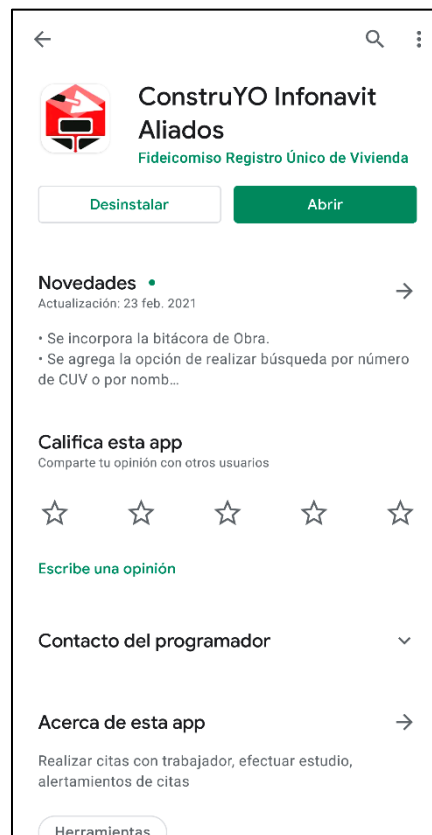 ConstruYO Infonavit
Aliados
Fideicomiso Registro Único de Vivienda
Desinstalar
Abrir
Novedades •
Actualización: 23 feb. 2021
• Se incorpora la bitácora de Obra.
• Se agrega la opción de realizar búsqueda por número
de CUV o por nomb...
Califica esta app
Comparte tu opinión con otros usuarios
Escribe una opinión
Contacto del programador
Acerca de esta app
Realizar citas con trabajador, efectuar estudio,
alertamientos de citas
Herramientas